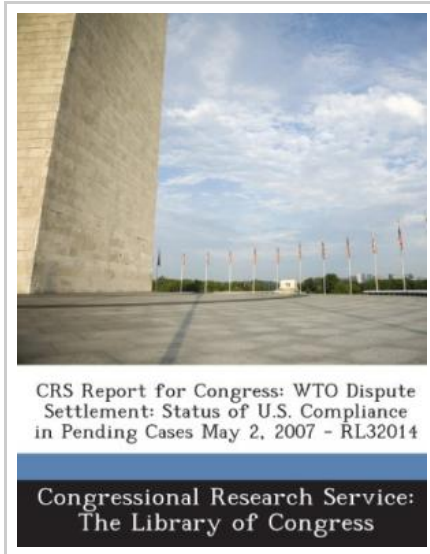 CRS Report for Congress: WTO Dispute
Settlement: Status of U.S. Compliance
in Pending Cases May 2, 2007 - RL32014
Congressional Research Service:
The Library of Congress